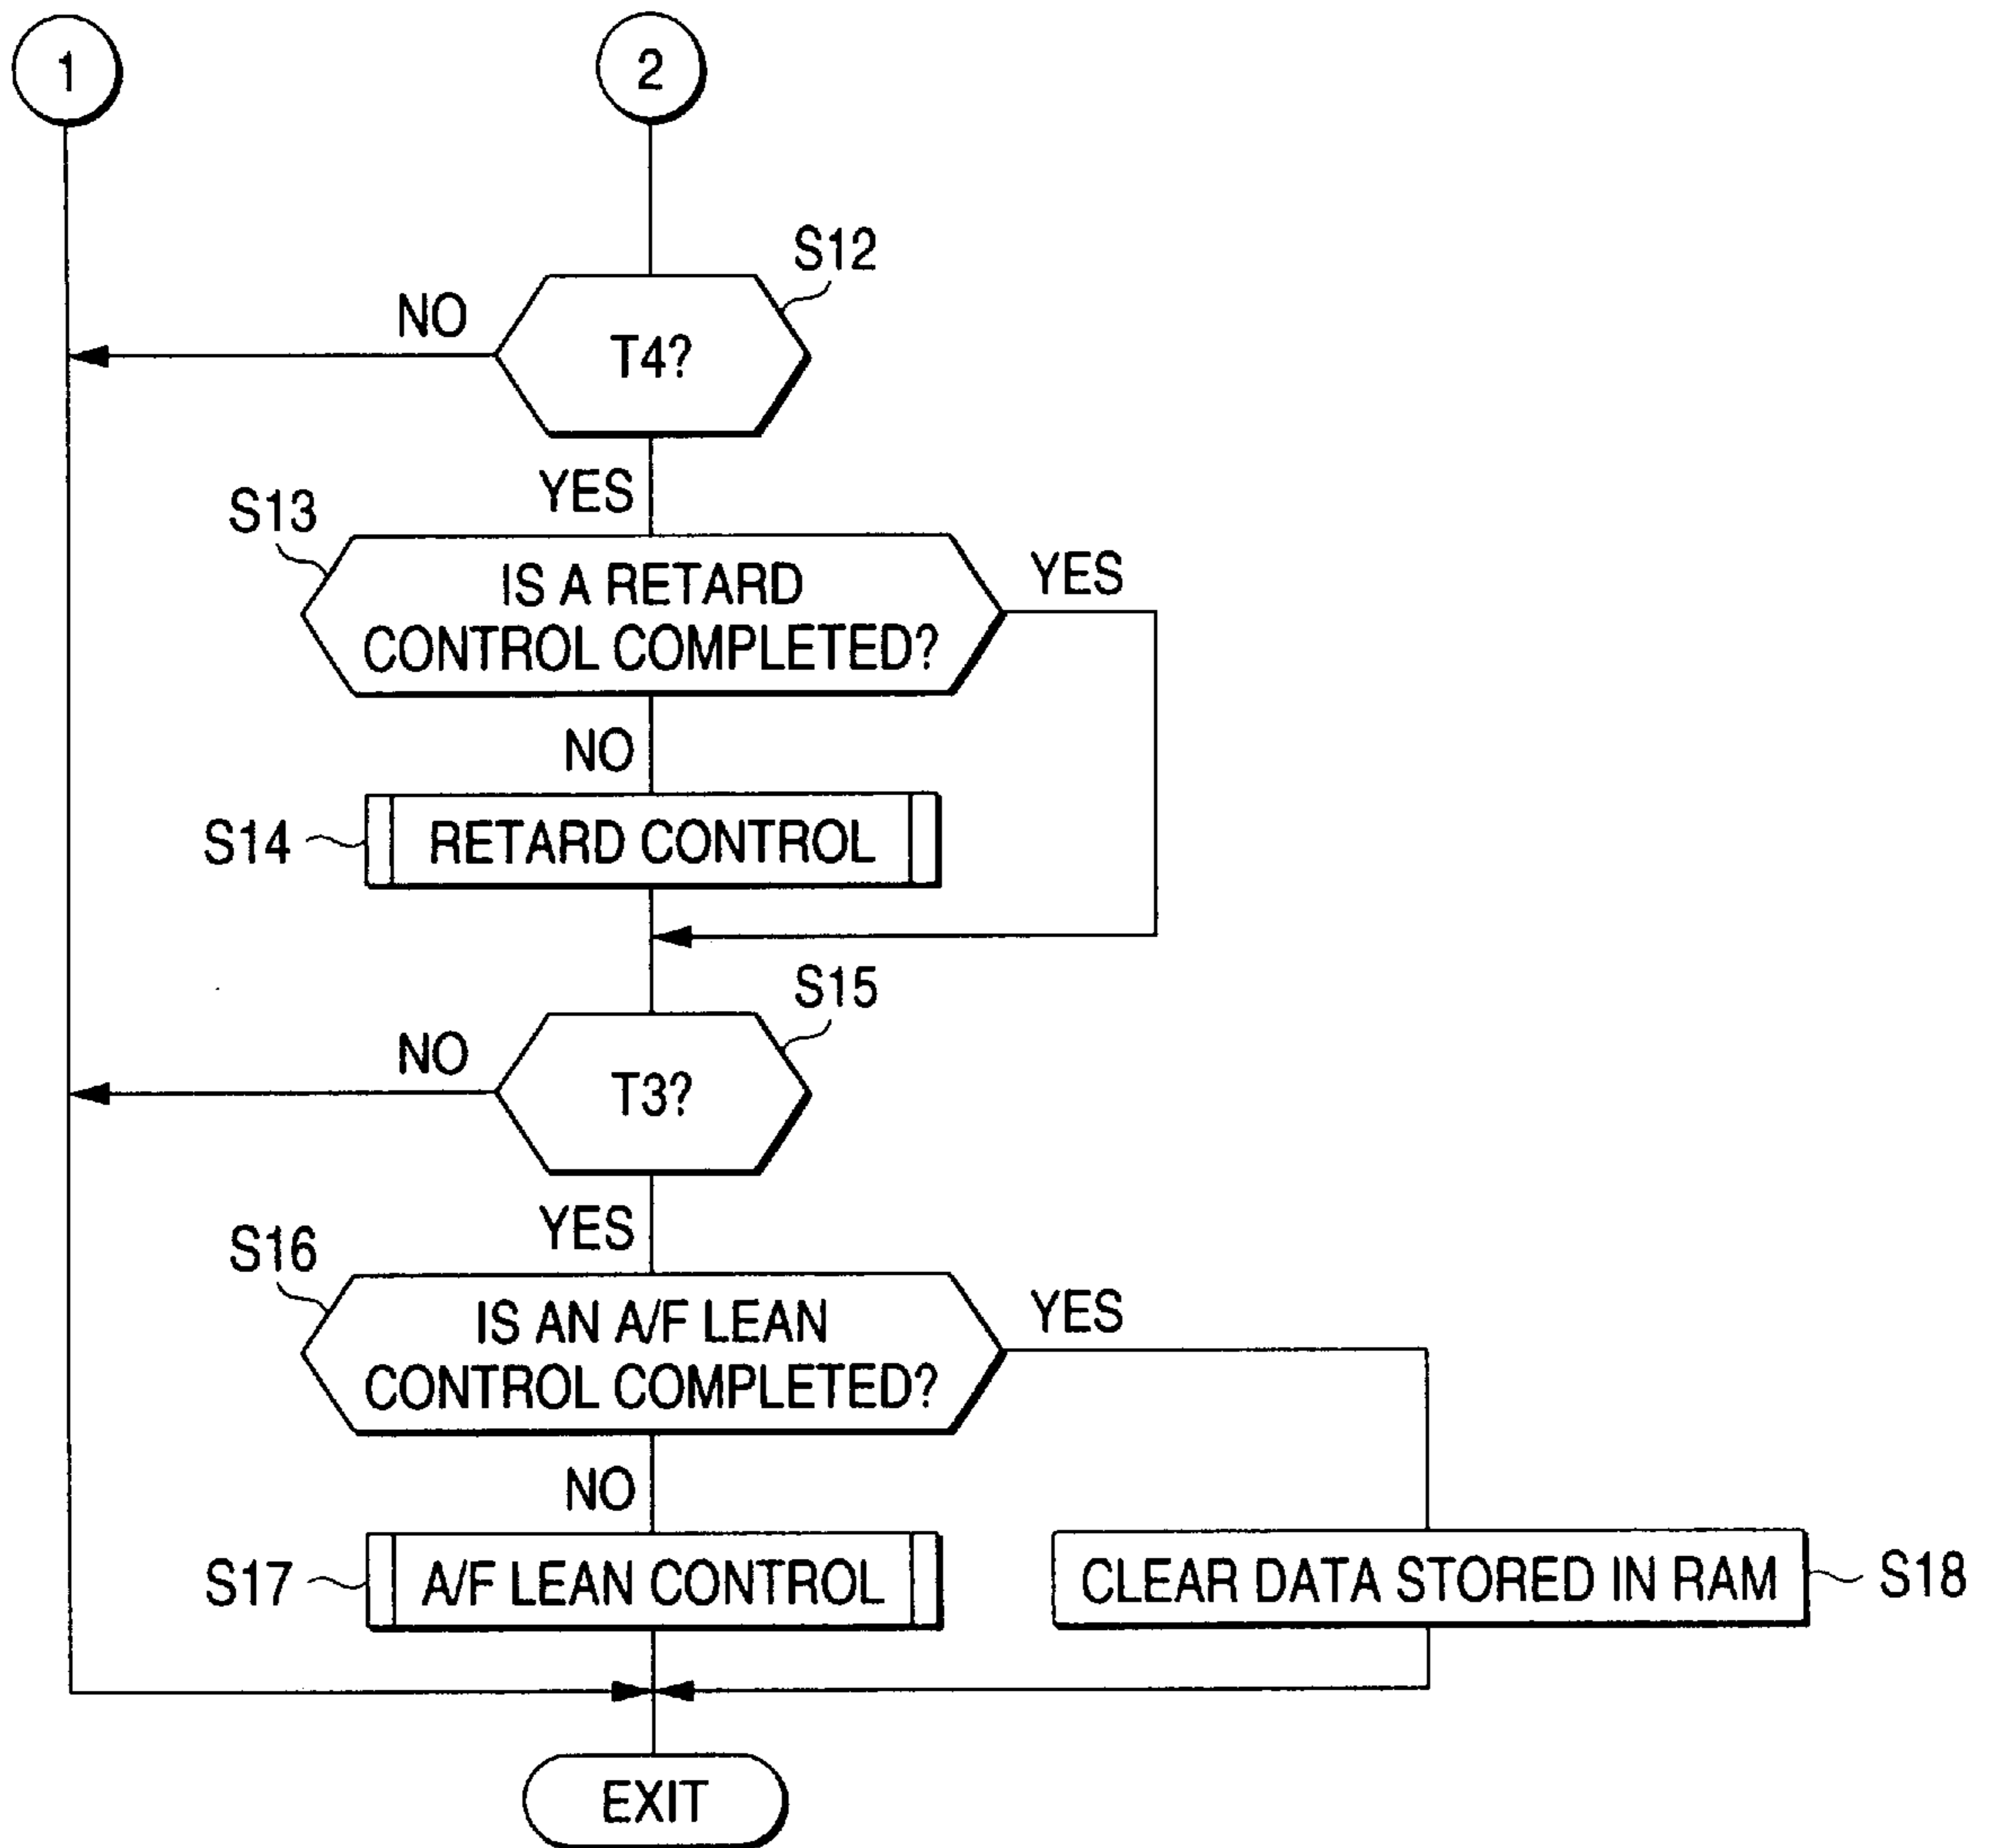 1
2
S12
NO
T4?
YES
S13
IS A RETARD
CONTROL COMPLETED?
YES
NO
S14
RETARD CONTROL
S15
NO
T3?
YES
S16
IS AN A/F LEAN
CONTROL COMPLETED?
YES
NO
S17
A/F LEAN CONTROL
CLEAR DATA STORED IN RAM
S18
EXIT